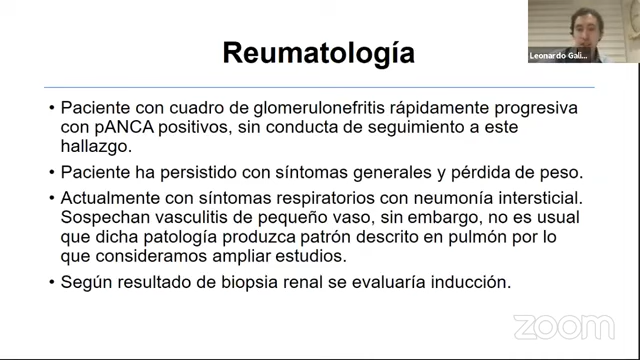 Reumatología
Leonardo Gali...
• Paciente con cuadro de glomerulonefritis rápidamente progresiva
con pANCA positivos, sin conducta de seguimiento a este
hallazgo.
• Paciente ha persistido con síntomas generales y pérdida de peso.
• Actualmente con síntomas respiratorios con neumonía intersticial.
Sospechan vasculitis de pequeño vaso, sin embargo, no es usual
que dicha patología produzca patrón descrito en pulmón por lo
que consideramos ampliar estudios.
• Según resultado de biopsia renal se evaluaría inducción.
zoom